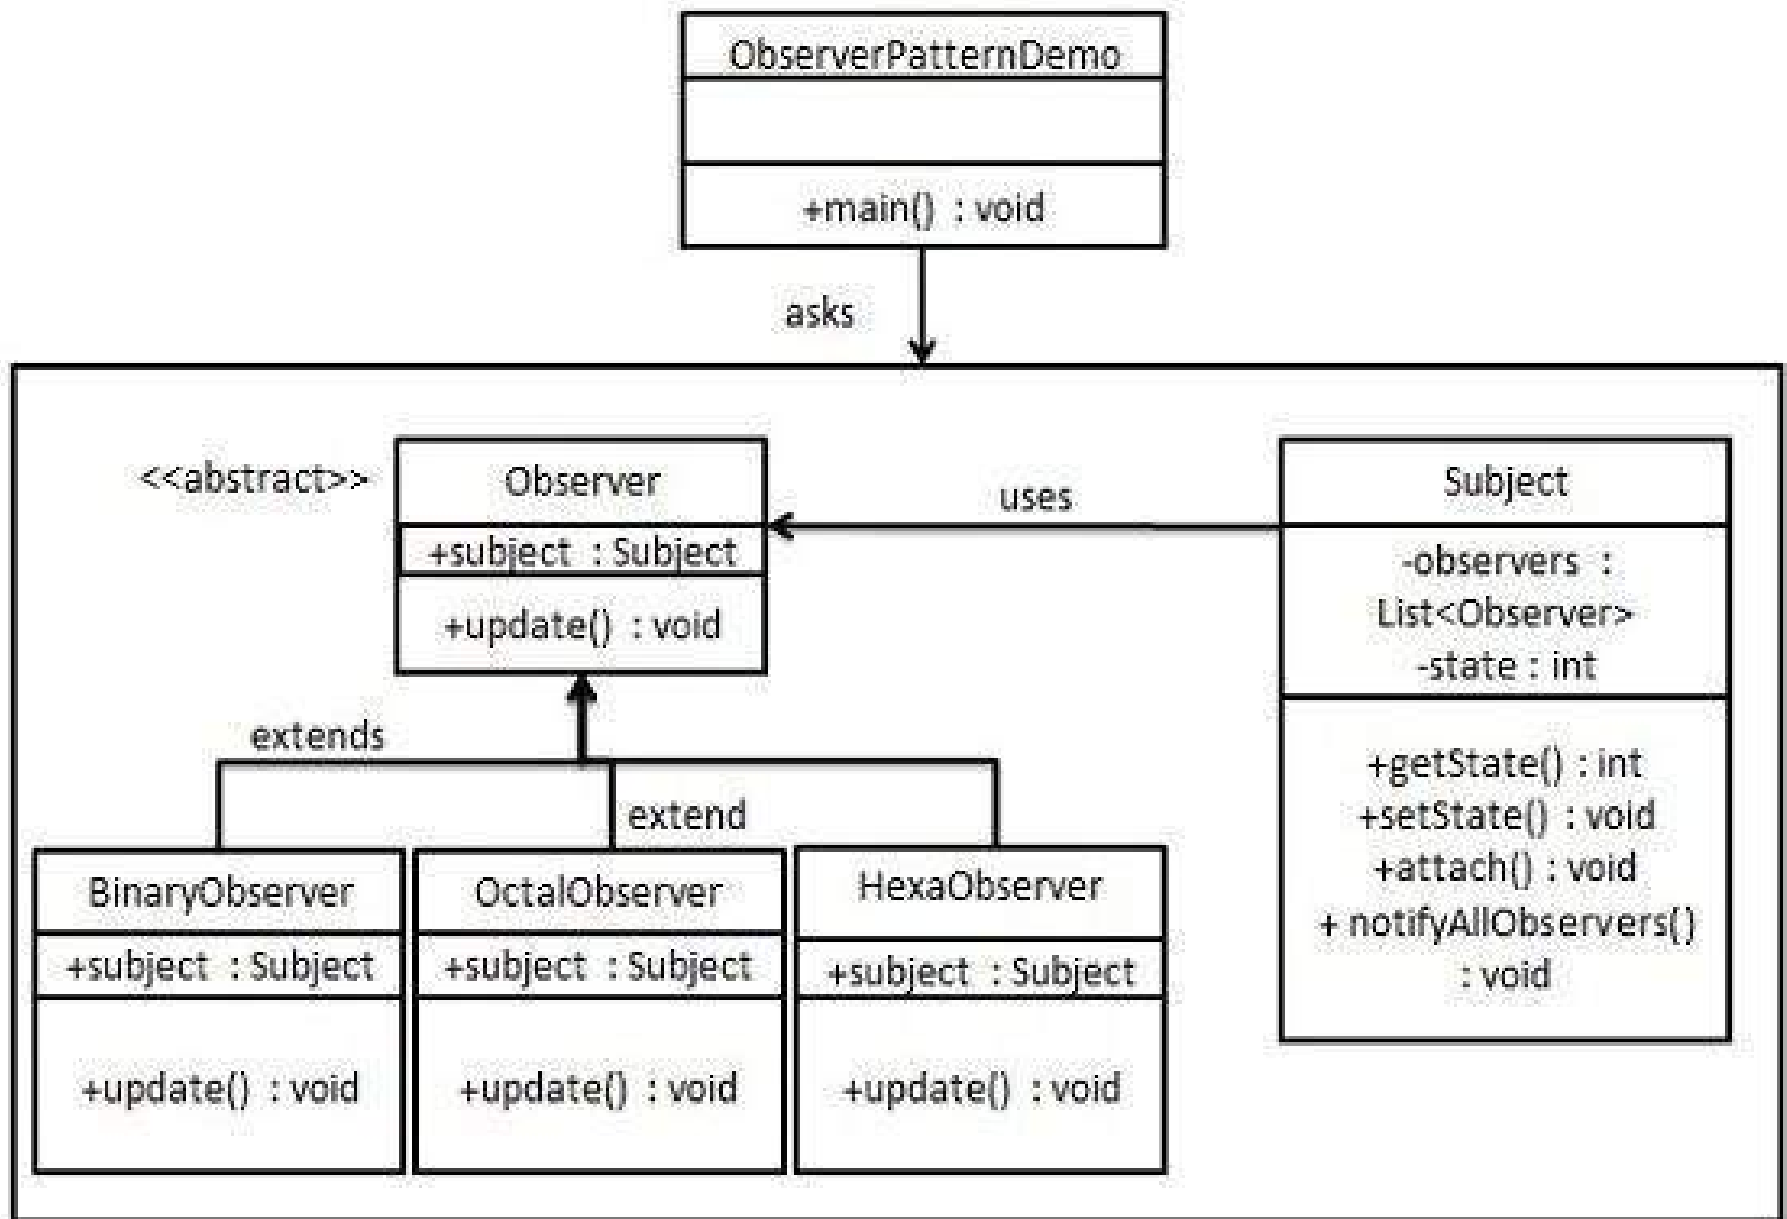 ObserverPatternDemo
+main() : void
asks
<<abstract>>
Observer
+subject : Subject
+update() : void
uses
Subject
-observers :
List<Observer>
-state : int
+getState() : int
+setState() : void
+attach() : void
+ notifyAllObservers()
: void
extends
extend
BinaryObserver
+subject : Subject
+update() : void
OctalObserver
+subject : Subject
+update() : void
HexaObserver
+subject : Subject
+update() : void